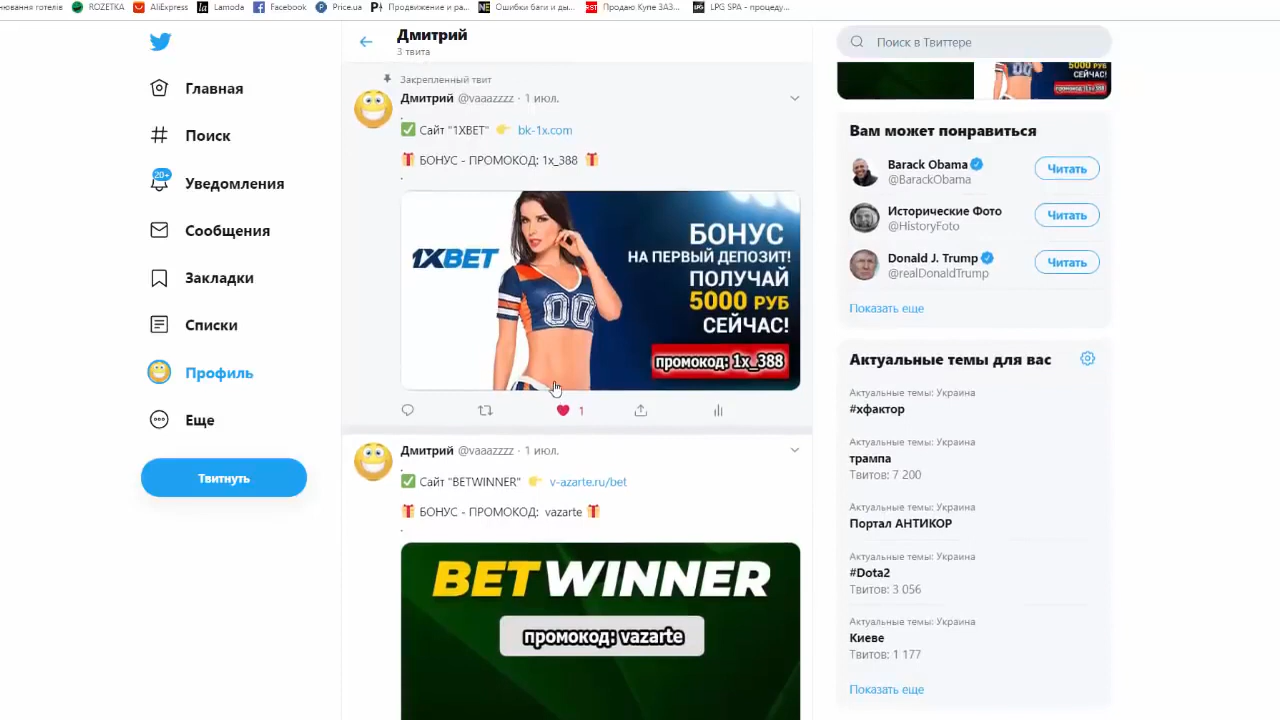 нювання готелів ROZETKA AliExpress Lamoda Facebook Price.ua Продвижение и ра... Ошибки баги и ды... Продаю Купе ЗАЗ... LPG SPA - процеду...
Дмитрий
3 твита
Главная
Поиск
20+
Уведомления
Сообщения
Закладки
Списки
Профиль
Еще
Твитнуть
Закрепленный твит
Дмитрий @vaaazzzz · 1 июл.
.
Сайт "1XBET" bk-1x.com
БОНУС - ПРОМОКОД: 1x_388
.
1XBET
00
БОНУС
НА ПЕРВЫЙ ДЕПОЗИТ!
ПОЛУЧАЙ
5000 РУБ
СЕЙЧАС!
промокод: 1x_388
1
Дмитрий @vaaazzzz · 1 июл.
.
Сайт "BETWINNER" v-azarte.ru/bet
БОНУС - ПРОМОКОД: vazarte
.
BETWINNER
промокод: vazarte
Поиск в Твиттере
5000 РУБ
СЕЙЧАС!
промокод: 1x_388
Вам может понравиться
Barack Obama
@BarackObama
Читать
Исторические Фото
@HistoryFoto
Читать
Donald J. Trump
@realDonaldTrump
Читать
Показать еще
Актуальные темы для вас
Актуальные темы: Украина
#хфактор
Актуальные темы: Украина
трампа
Твитов: 7 200
Актуальные темы: Украина
Портал АНТИКОР
Актуальные темы: Украина
#Dota2
Твитов: 3 056
Актуальные темы: Украина
Киеве
Твитов: 1 177
Показать еще